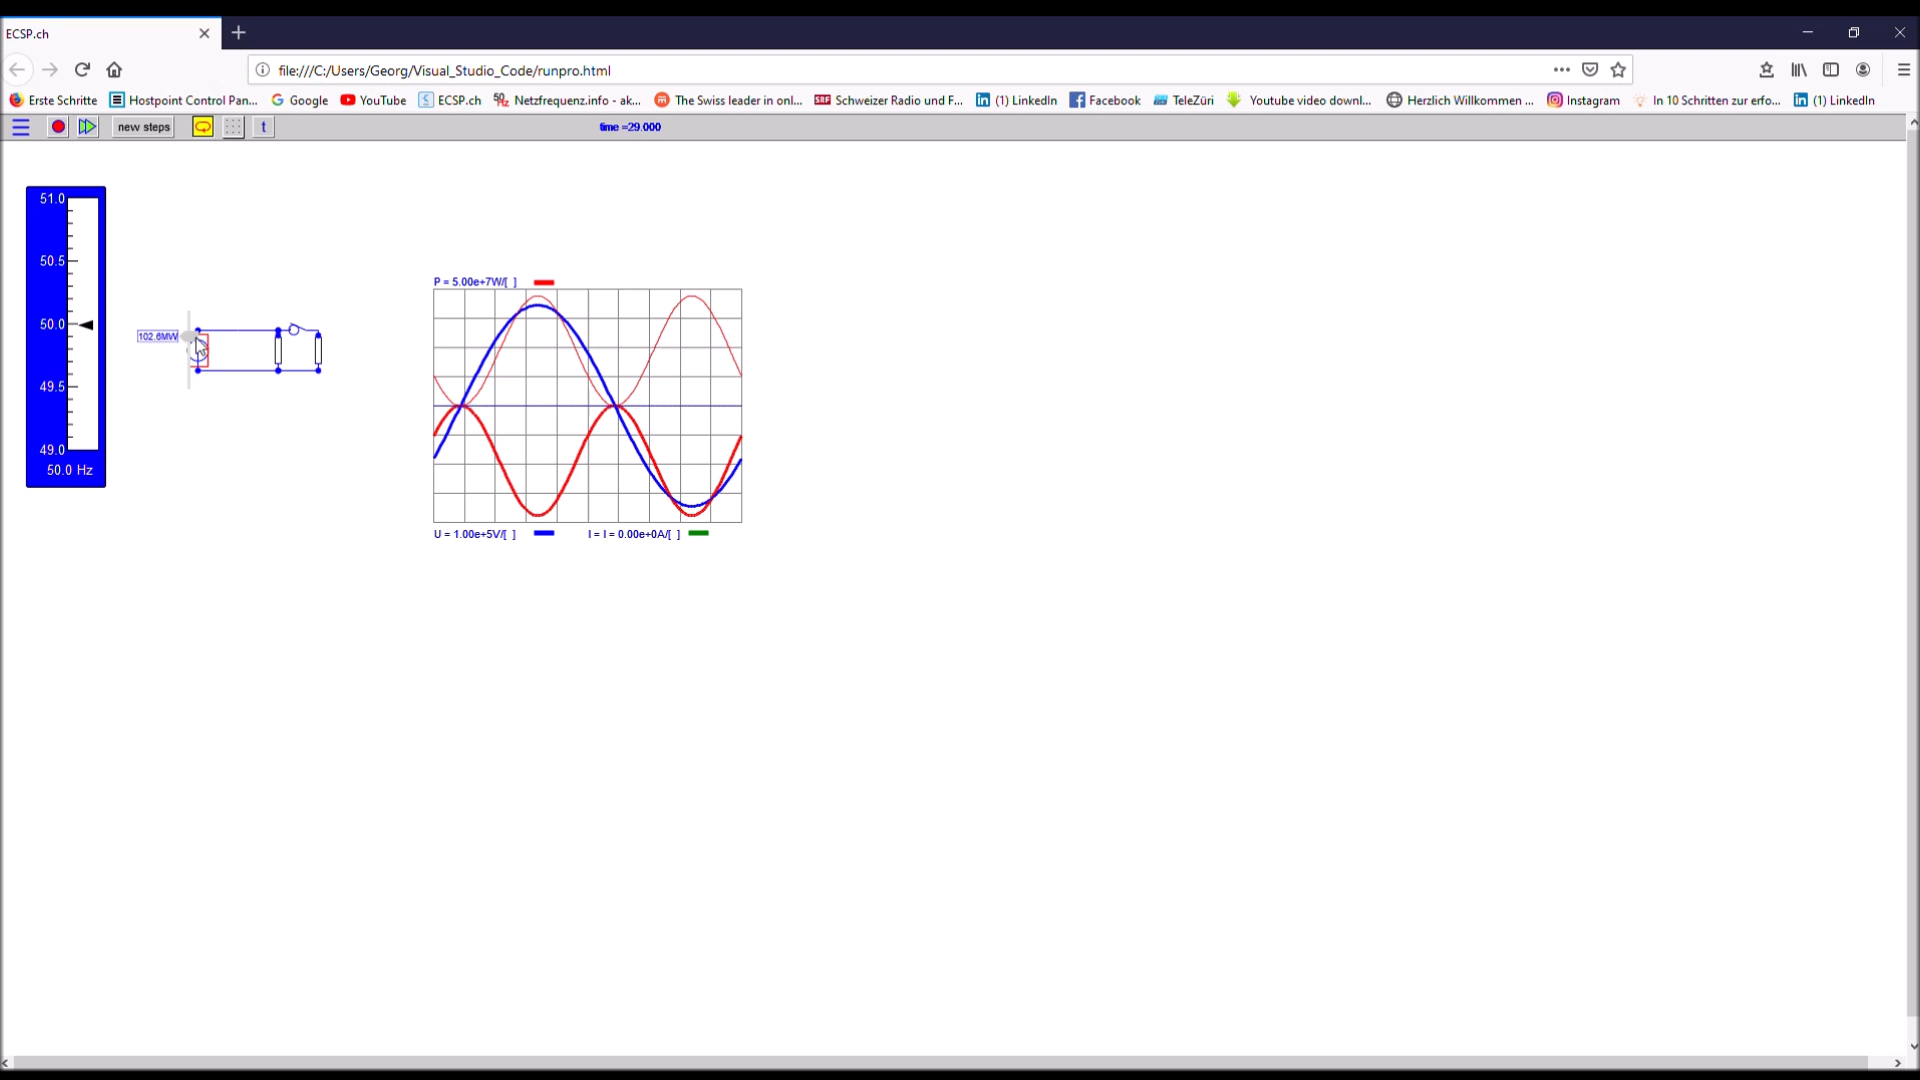 ECSP.ch
file:///C:/Users/Georg/Visual_Studio_Code/runpro.html
Erste Schritte Hostpoint Control Pan... Google YouTube ECSP.ch Netzfrequenz.info - ak... The Swiss leader in onl... SRF Schweizer Radio und F... (1) LinkedIn Facebook TeleZüri Youtube video downl... Herzlich Willkommen ... Instagram In 10 Schritten zur erfo... (1) LinkedIn
new steps t time =29.000
51.0
50.5
50.0
49.5
49.0
50.0 Hz
102.6MW
P = 5.00e+7W/[ ]
U = 1.00e+5V/[ ] I = I = 0.00e+0A/[ ]